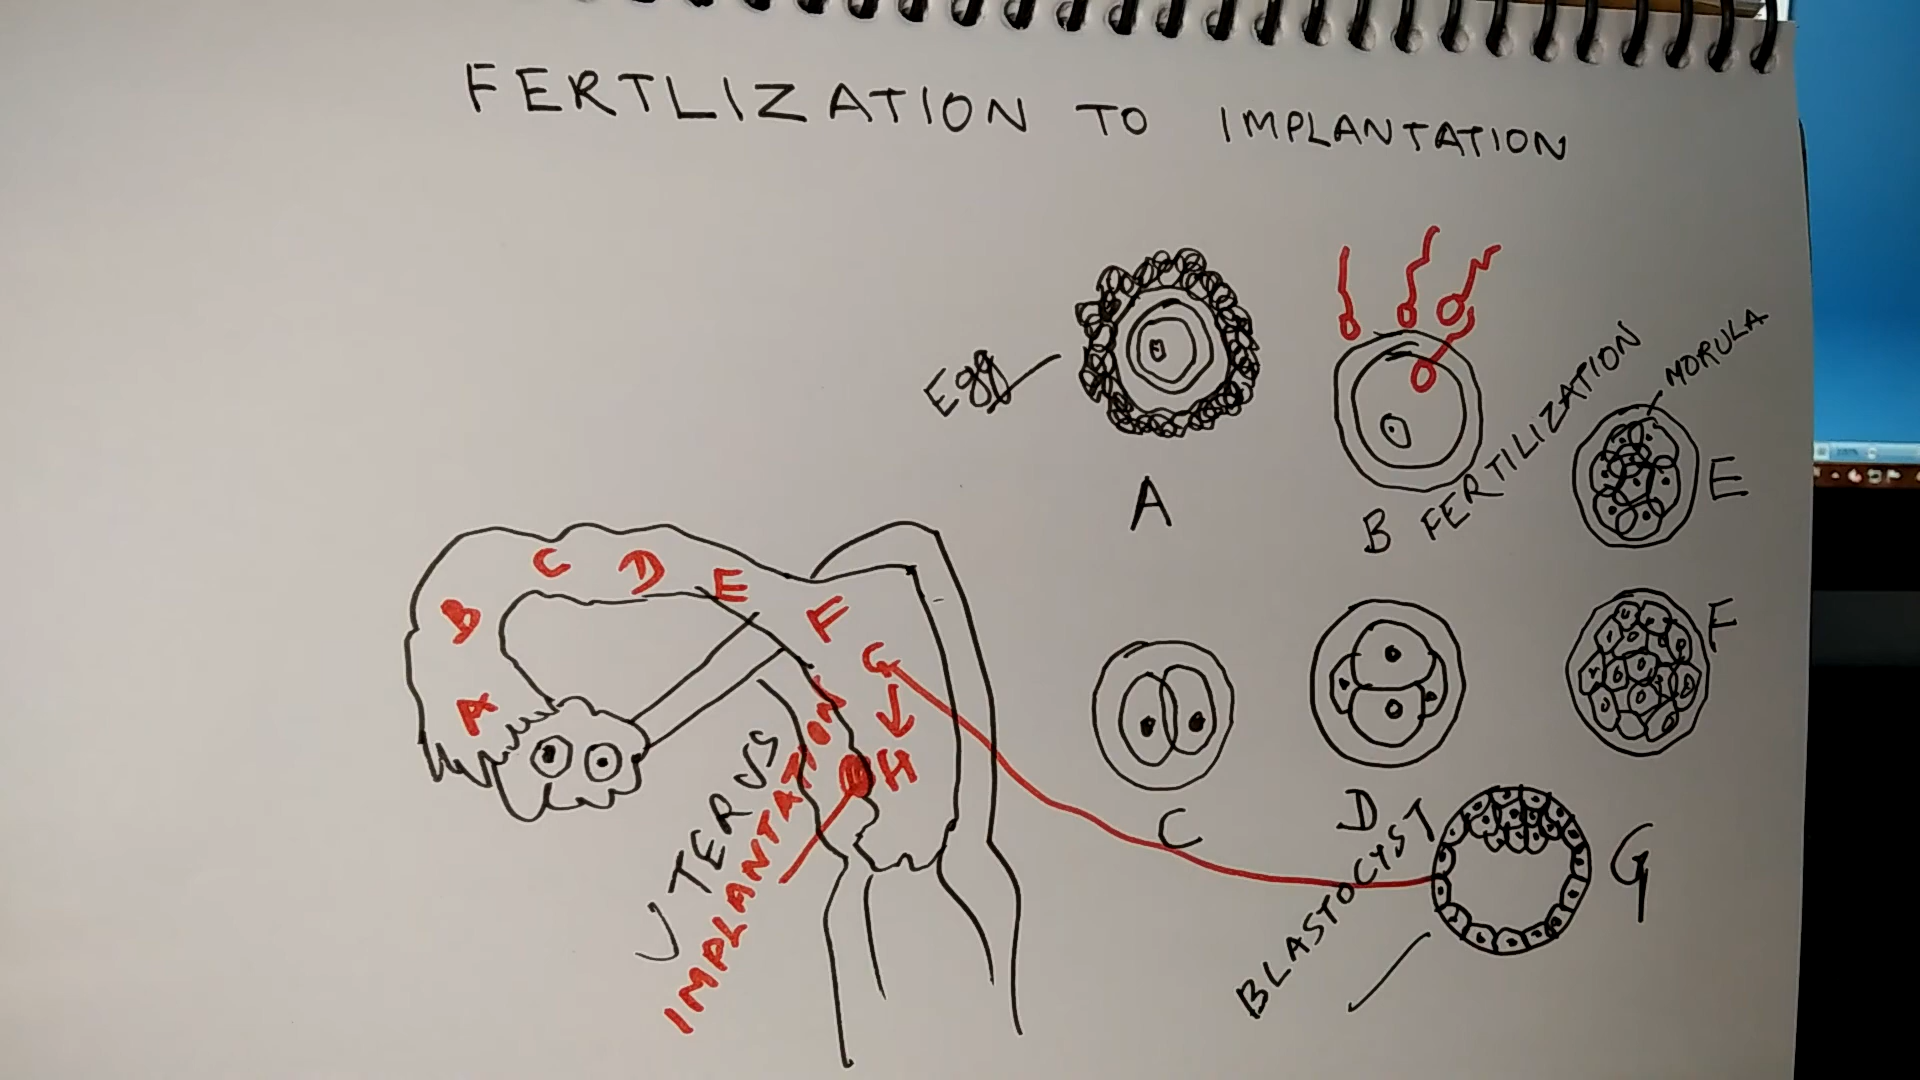 FERTLIZATION TO IMPLANTATION
Egg
A
B FERTILIZATION
MORULA
E
C
D
F
BLASTOCYST
G
A
B
C
D
E
F
G
H
UTERUS
IMPLANTATION